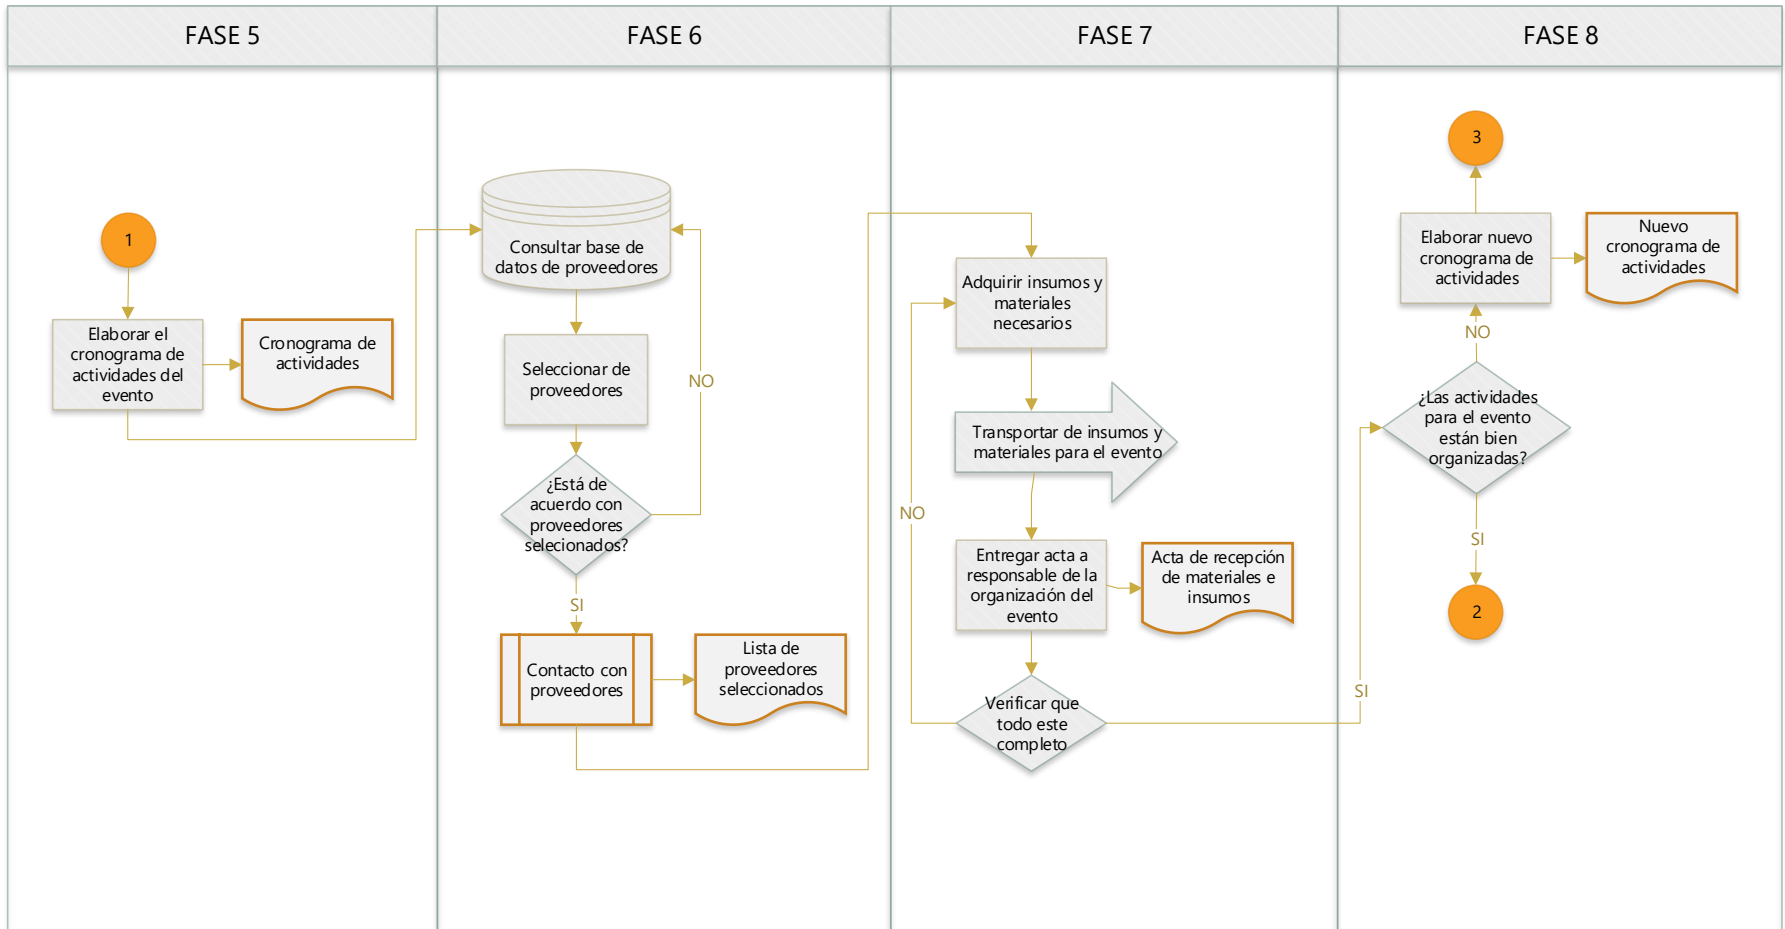 FASE 5
FASE 6
FASE 7
FASE 8
1
Elaborar el
cronograma de
actividades del
evento
Cronograma de
actividades
Consultar base de
datos de proveedores
Seleccionar de
proveedores
NO
¿Está de
acuerdo con
proveedores
selecionados?
SI
Contacto con
proveedores
Lista de
proveedores
seleccionados
Adquirir insumos y
materiales
necesarios
Transportar de insumos y
materiales para el evento
NO
Entregar acta a
responsable de la
organización del
evento
Acta de recepción
de materiales e
insumos
Verificar que
todo este
completo
SI
3
Elaborar nuevo
cronograma de
actividades
Nuevo
cronograma de
actividades
NO
¿Las actividades
para el evento
están bien
organizadas?
SI
2